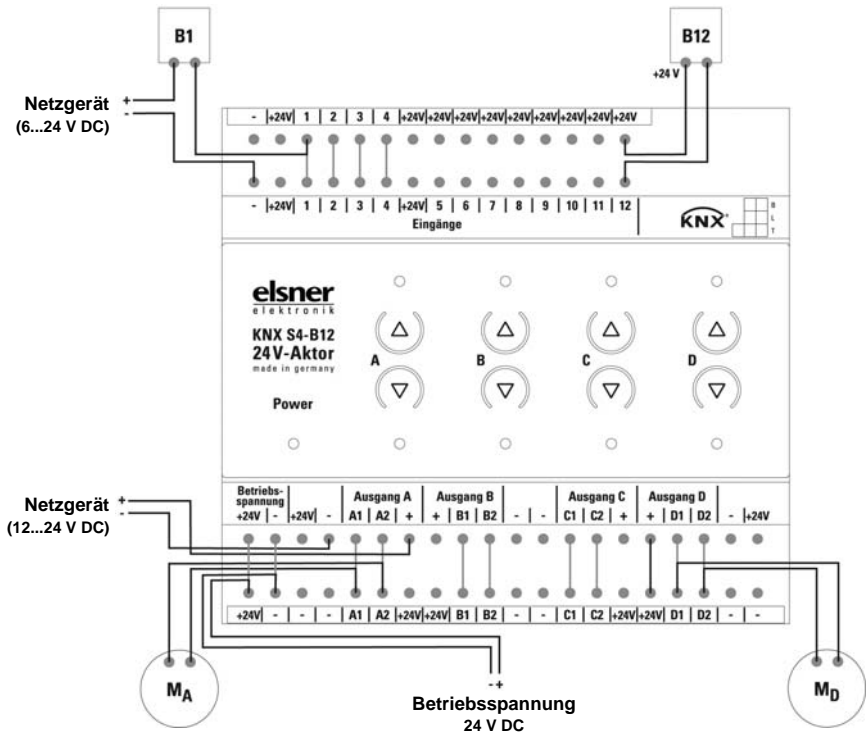 B1
B12
+24 V
Netzgerät + -
(6...24 V DC)
- |+24V| 1 | 2 | 3 | 4 |+24V|+24V|+24V|+24V|+24V|+24V|+24V|+24V|+24V
- |+24V| 1 | 2 | 3 | 4 |+24V| 5 | 6 | 7 | 8 | 9 | 10 | 11 | 12
Eingänge
KNX®
B
L
T
elsner
elektronik
KNX S4-B12
24V-Aktor
made in germany
Power
A
B
C
D
Netzgerät + -
(12...24 V DC)
Betriebs-
spannung
Ausgang A
Ausgang B
Ausgang C
Ausgang D
+24V| - |+24V| - | A1 | A2 | + | + | B1 | B2 | - | - | C1 | C2 | + | + | D1 | D2 | - |+24V
+24V| - | - | - | A1 | A2 |+24V|+24V| B1 | B2 | - | - | C1 | C2 |+24V|+24V| D1 | D2 | - | -
- +
MA
Betriebsspannung
24 V DC
MD